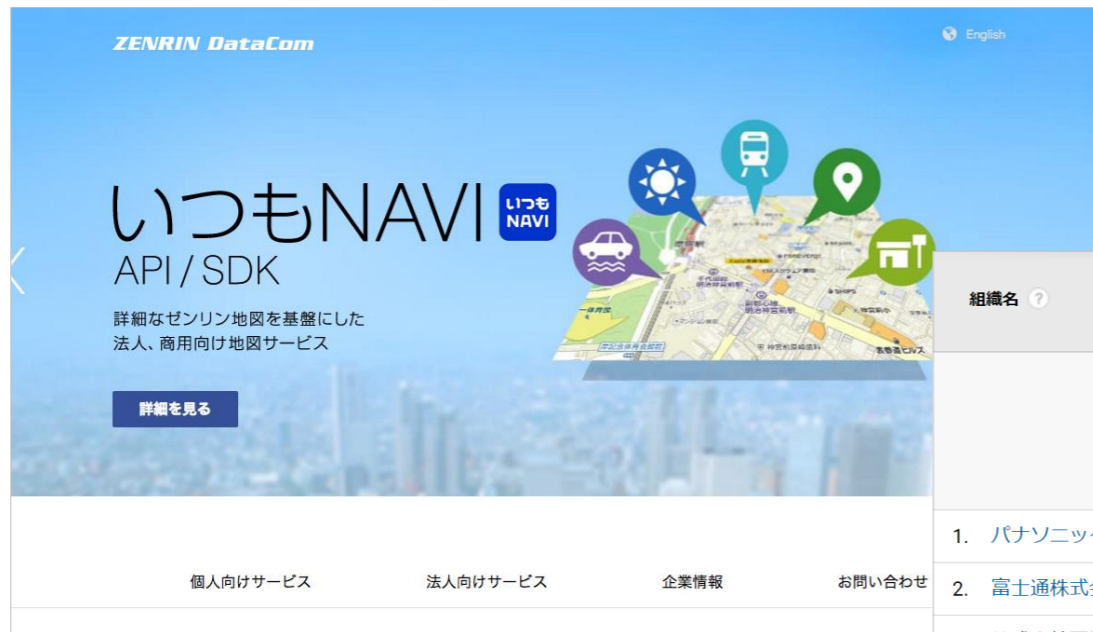 ZENRIN DataCom
English
いつもNAVI
いつも
NAVI
API / SDK
詳細なゼンリン地図を基盤にした
法人、商用向け地図サービス
詳細を見る
組織名 ?
1. パナソニック
2. 富士通株式
個人向けサービス
法人向けサービス
企業情報
お問い合わせ